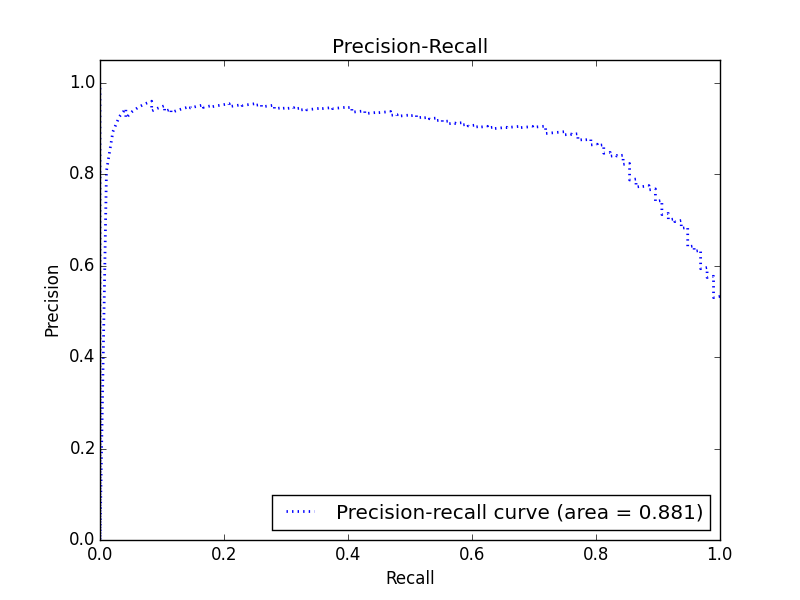 Precision-Recall
1.0
0.8
0.6
0.4
0.2
0.0
Precision
0.0 0.2 0.4 0.6 0.8 1.0
Recall
Precision-recall curve (area = 0.881)